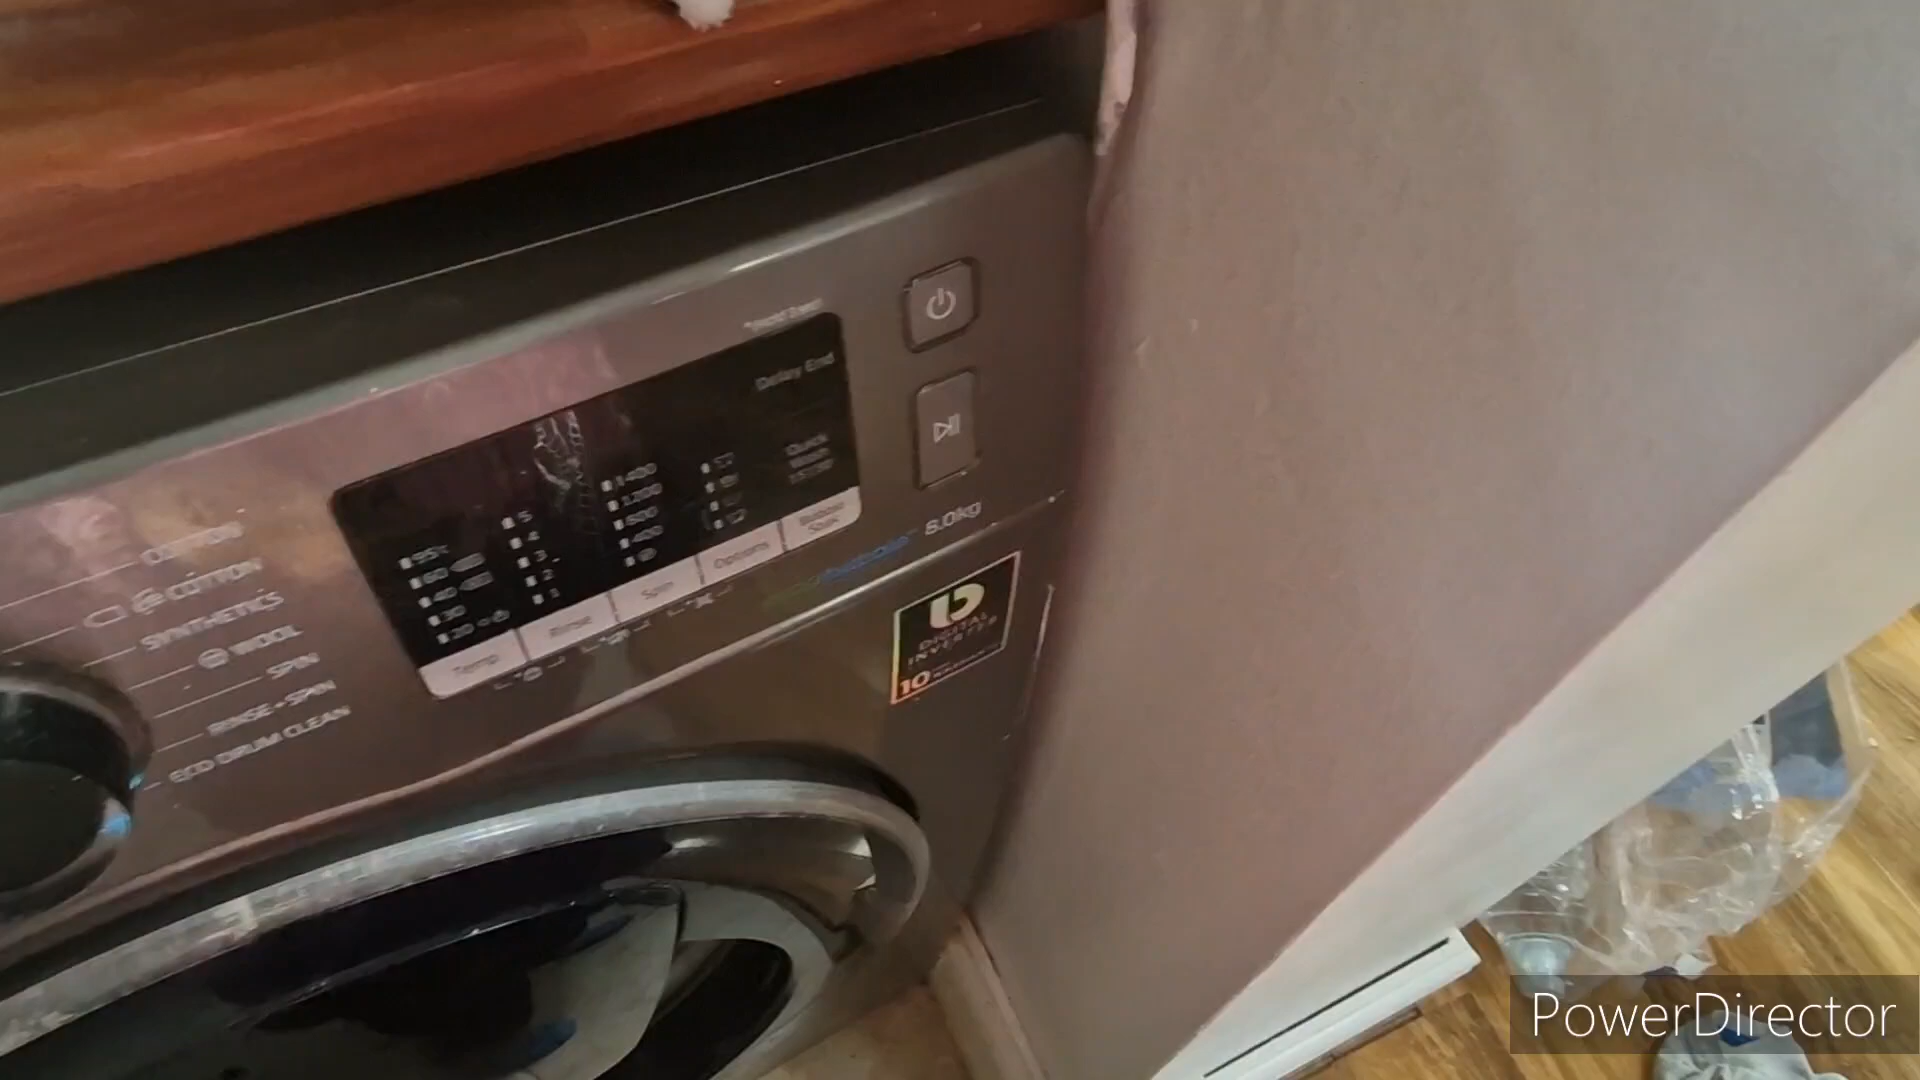 Delay End
Quick
Wash
COTTON
COTTON
SYNTHETICS
WOOL
SPIN
RINSE+SPIN
ECO DRUM CLEAN
95℃
60
40
30
20
5
4
3
2
1
1400
1200
800
400
Temp.
Rinse
Spin
Options
Bubble
Soak
8.0kg
DIGITAL
INVERTER
10
PowerDirector